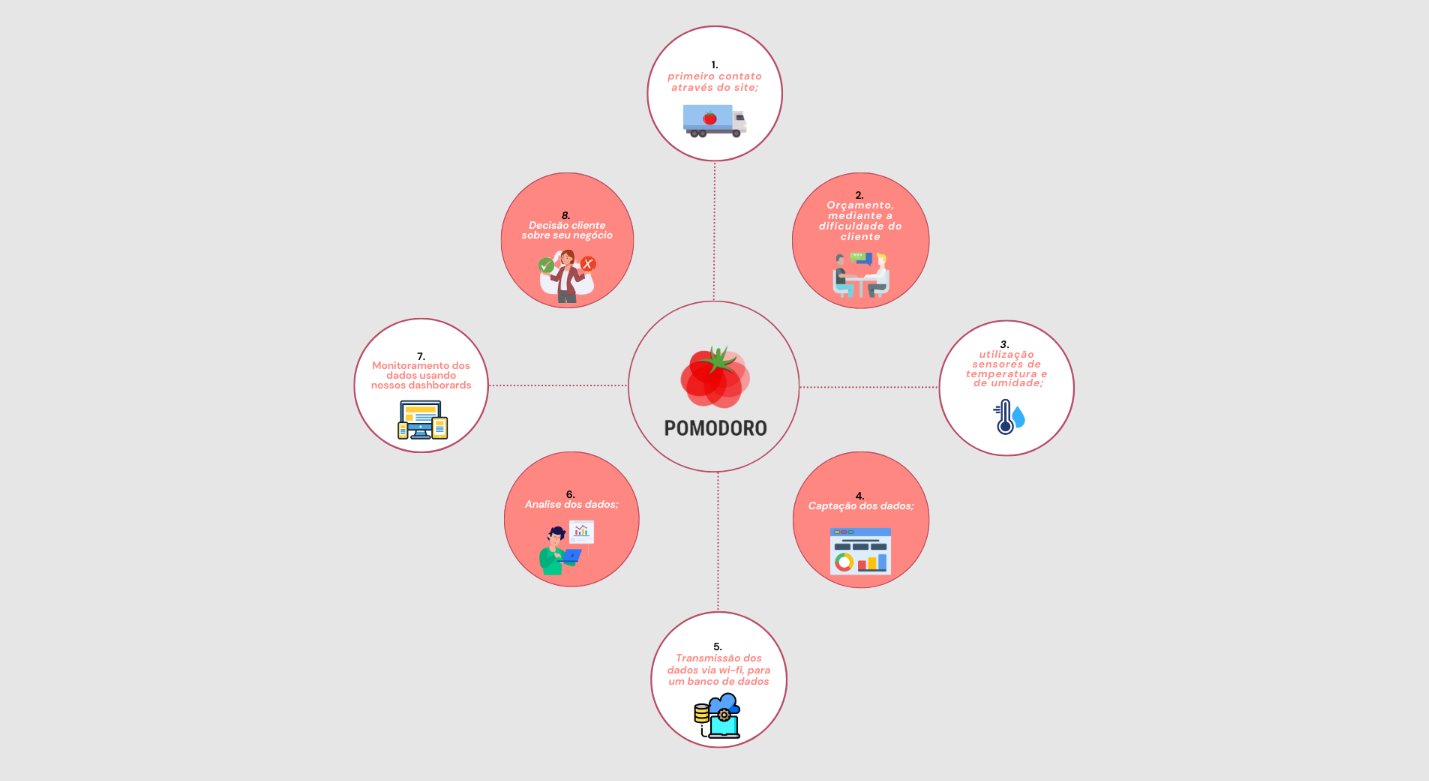 1.
primeiro contato
através do site;
2.
Orçamento,
mediante a
dificuldade do
cliente
3.
utilização
sensores de
temperatura e
de umidade;
4.
Captação dos dados;
5.
Transmissão dos
dados via wi-fi, para
um banco de dados
6.
Analise dos dados;
7.
Monitoramento dos
dados usando
nossos dashborards
8.
Decisão cliente
sobre seu negócio
POMODORO